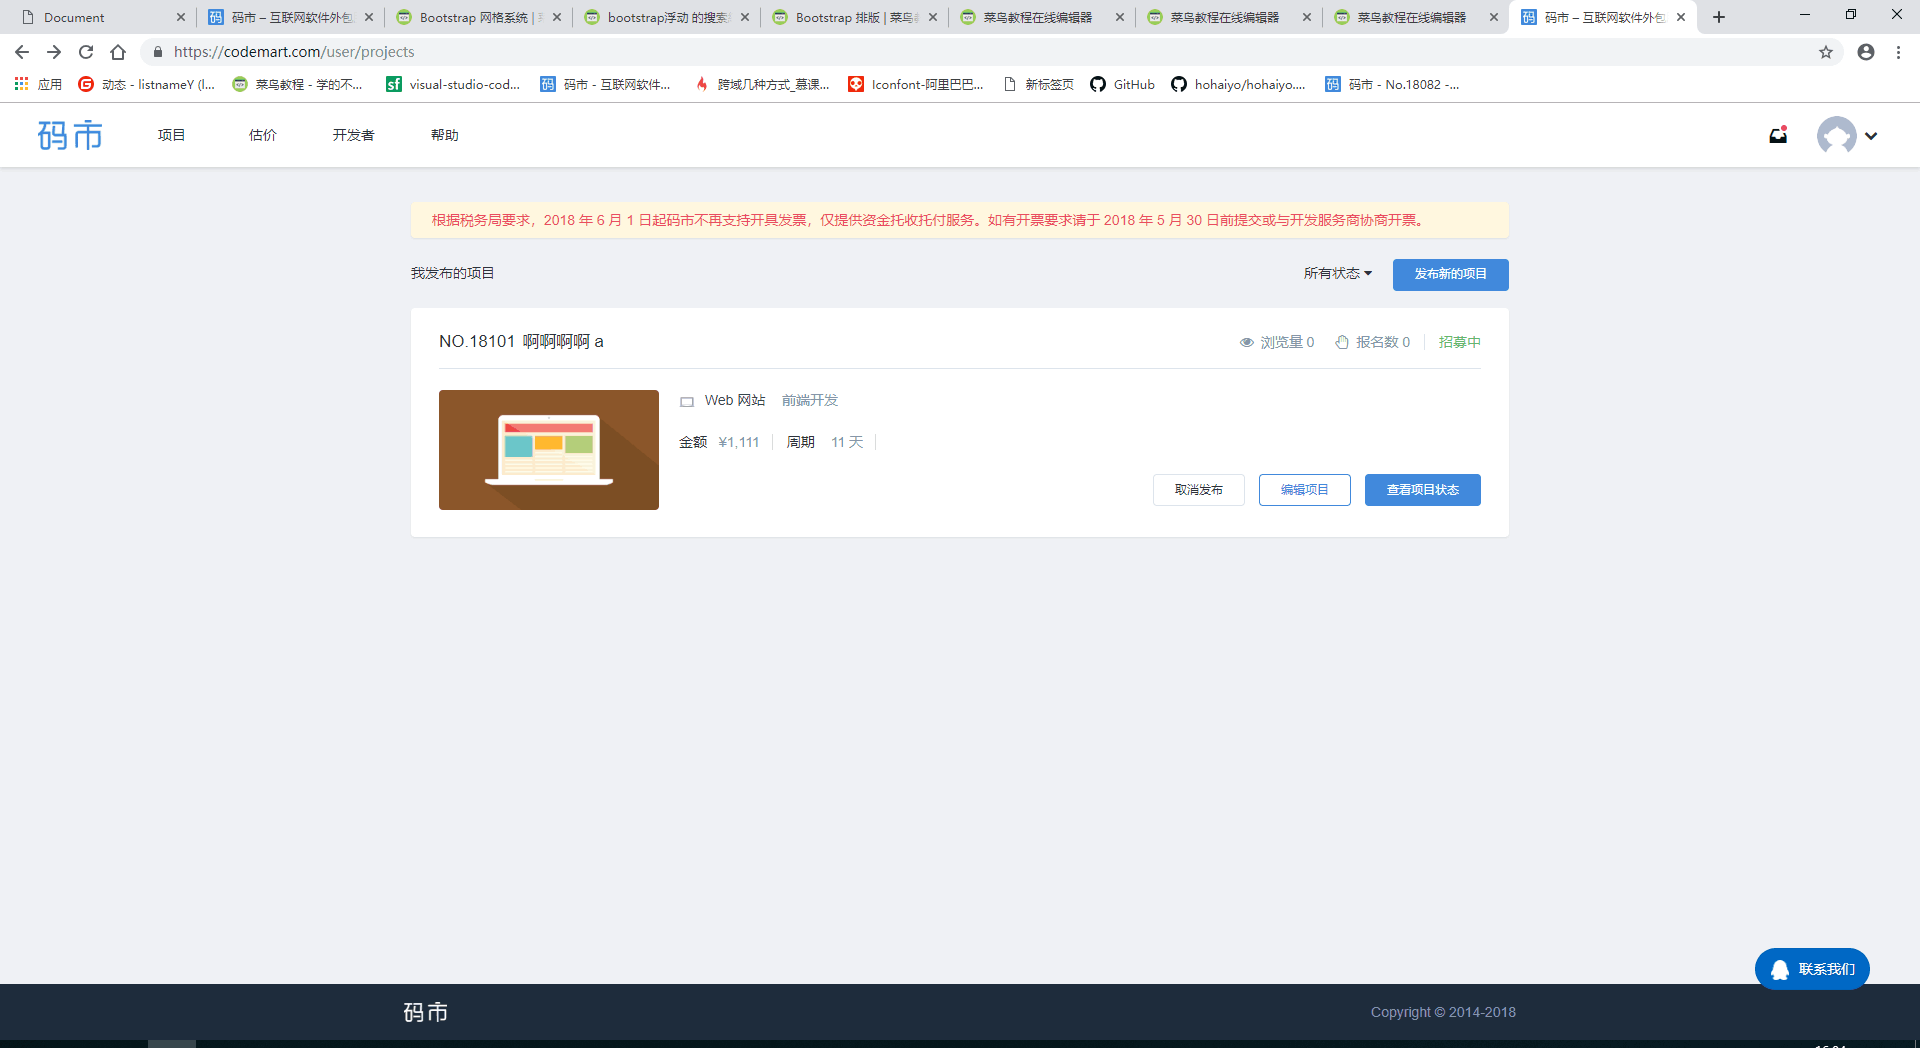 Document
码市 – 互联网软件外包
Bootstrap 网格系统 |
bootstrap浮动 的搜索
Bootstrap 排版 | 菜鸟
菜鸟教程在线编辑器
菜鸟教程在线编辑器
菜鸟教程在线编辑器
码市 – 互联网软件外包
https://codemart.com/user/projects
应用
动态 - listnameY (l...
菜鸟教程 - 学的不...
visual-studio-cod...
码市 - 互联网软件...
跨域几种方式_慕课...
Iconfont-阿里巴巴...
新标签页
GitHub
hohaiyo/hohaiyo....
码市 - No.18082 -...
码市 项目 估价 开发者 帮助
根据税务局要求，2018 年 6 月 1 日起码市不再支持开具发票，仅提供资金托收托付服务。如有开票要求请于 2018 年 5 月 30 日前提交或与开发服务商协商开票。
我发布的项目 所有状态 发布新的项目
NO.18101 啊啊啊啊 a 浏览量 0 报名数 0 招募中
Web 网站 前端开发
金额 ¥1,111 周期 11 天
取消发布 编辑项目 查看项目状态
联系我们
码市 Copyright © 2014-2018